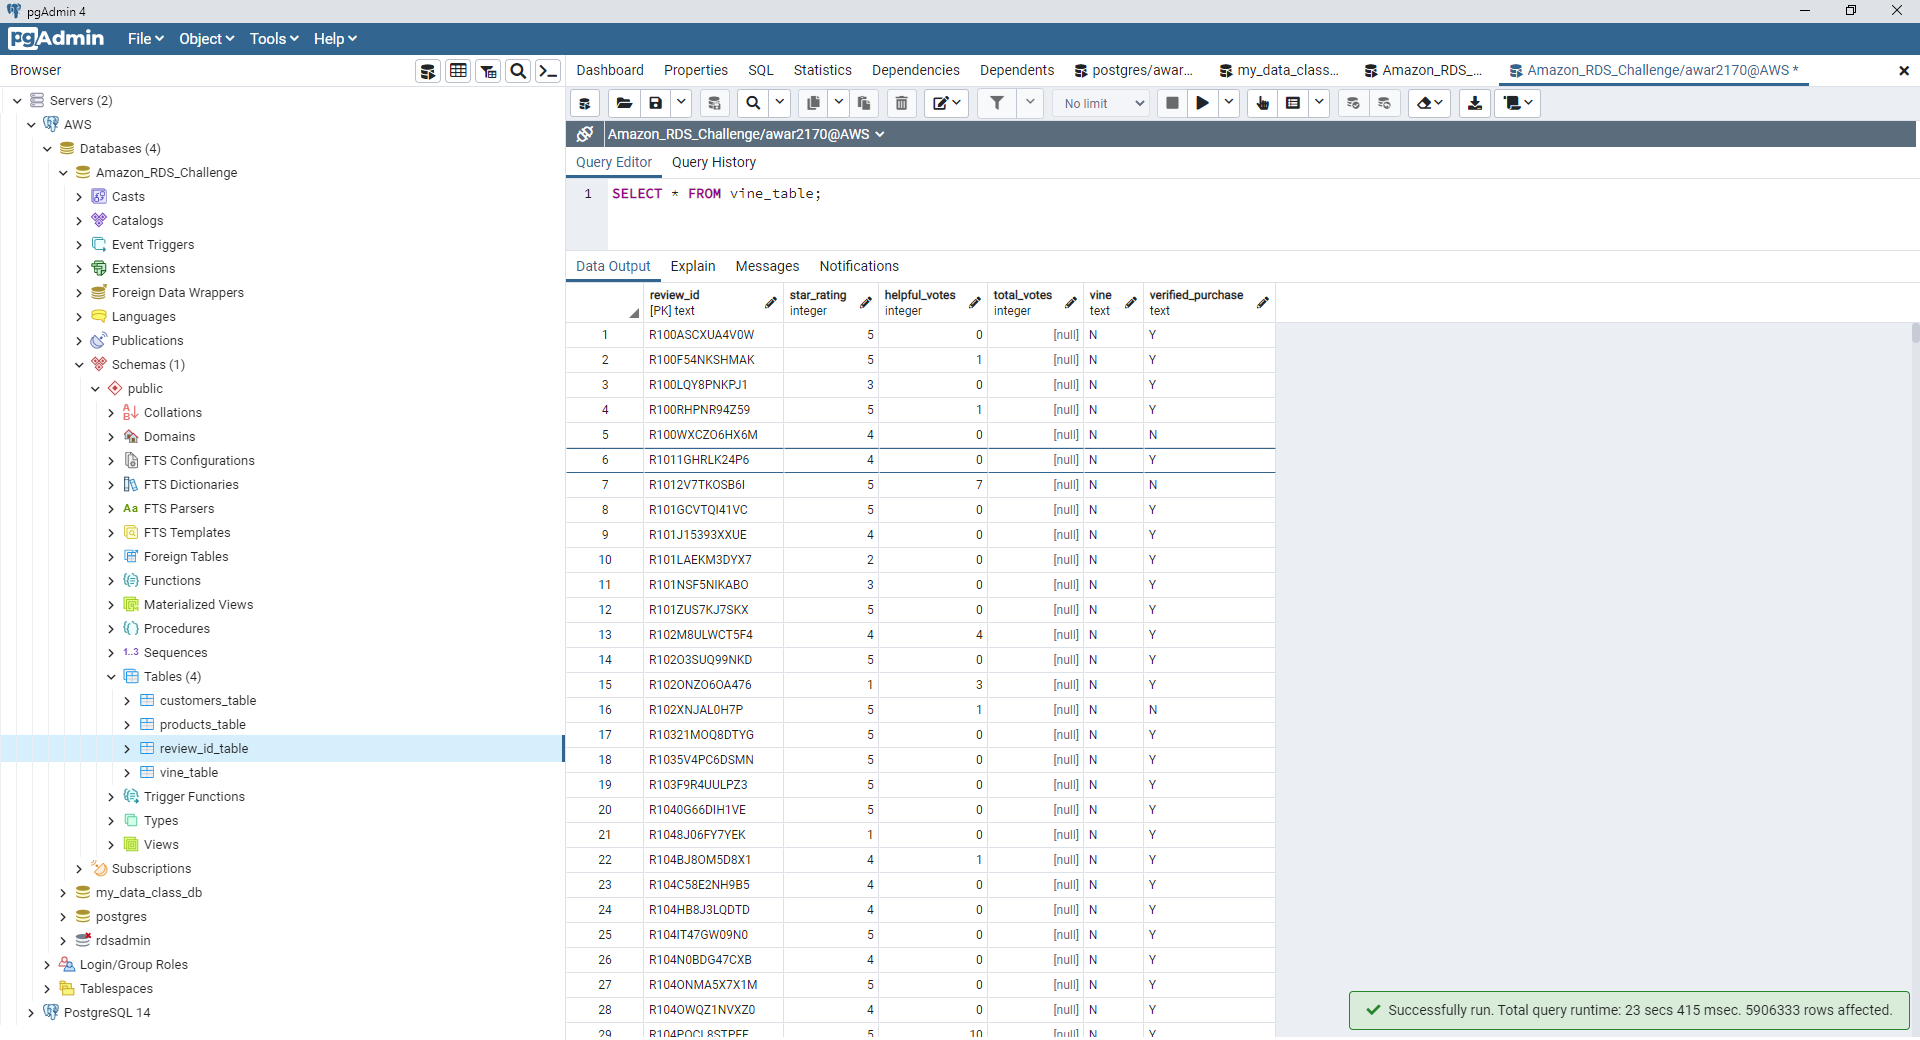 pgAdmin 4
pgAdmin File Object Tools Help
Browser
Dashboard Properties SQL Statistics Dependencies Dependents postgres/awar... my_data_class... Amazon_RDS_... Amazon_RDS_Challenge/awar2170@AWS *
No limit
Amazon_RDS_Challenge/awar2170@AWS
Query Editor Query History
1 SELECT * FROM vine_table;
Servers (2)
AWS
Databases (4)
Amazon_RDS_Challenge
Casts
Catalogs
Event Triggers
Extensions
Foreign Data Wrappers
Languages
Publications
Schemas (1)
public
Collations
Domains
FTS Configurations
FTS Dictionaries
Aa FTS Parsers
FTS Templates
Foreign Tables
Functions
Materialized Views
Procedures
1..3 Sequences
Tables (4)
customers_table
products_table
review_id_table
vine_table
Trigger Functions
Types
Views
Subscriptions
my_data_class_db
postgres
rdsadmin
Login/Group Roles
Tablespaces
PostgreSQL 14
Data Output Explain Messages Notifications
review_id star_rating helpful_votes total_votes vine verified_purchase
[PK] text integer integer integer text text
1 R100ASCXUA4V0W 5 0 [null] N Y
2 R100F54NKSHMAK 5 1 [null] N Y
3 R100LQY8PNKPJ1 3 0 [null] N Y
4 R100RHPNR94Z59 5 1 [null] N Y
5 R100WXCZO6HX6M 4 0 [null] N N
6 R1011GHRLK24P6 4 0 [null] N Y
7 R1012V7TKOSB6I 5 7 [null] N N
8 R101GCVTQI41VC 5 0 [null] N Y
9 R101J15393XXUE 4 0 [null] N Y
10 R101LAEKM3DYX7 2 0 [null] N Y
11 R101NSF5NIKABO 3 0 [null] N Y
12 R101ZUS7KJ7SKX 5 0 [null] N Y
13 R102M8ULWCT5F4 4 4 [null] N Y
14 R102O3SUQ99NKD 5 0 [null] N Y
15 R102ONZO6OA476 1 3 [null] N Y
16 R102XNJAL0H7P 5 1 [null] N N
17 R10321MOQ8DTYG 5 0 [null] N Y
18 R1035V4PC6DSMN 5 0 [null] N Y
19 R103F9R4UULPZ3 5 0 [null] N Y
20 R1040G66DIH1VE 5 0 [null] N Y
21 R1048J06FY7YEK 1 0 [null] N Y
22 R104BJ8OM5D8X1 4 1 [null] N Y
23 R104C58E2NH9B5 4 0 [null] N Y
24 R104HB8J3LQDTD 4 0 [null] N Y
25 R104IT47GW09N0 5 0 [null] N Y
26 R104N0BDG47CXB 4 0 [null] N Y
27 R104ONMA5X7X1M 5 0 [null] N Y
28 R104OWQZ1NVXZ0 4 0 [null] N Y
29 5 10 [null] N Y
Successfully run. Total query runtime: 23 secs 415 msec. 5906333 rows affected.